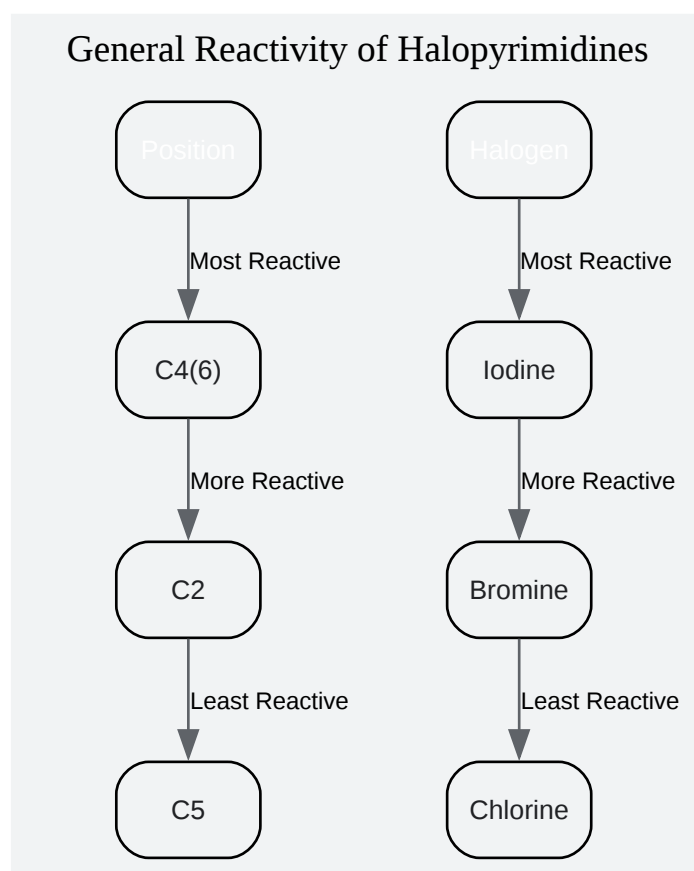 General Reactivity of Halopyrimidines
Position
Halogen
Most Reactive
Most Reactive
C4(6)
Iodine
More Reactive
More Reactive
C2
Bromine
Least Reactive
Least Reactive
C5
Chlorine